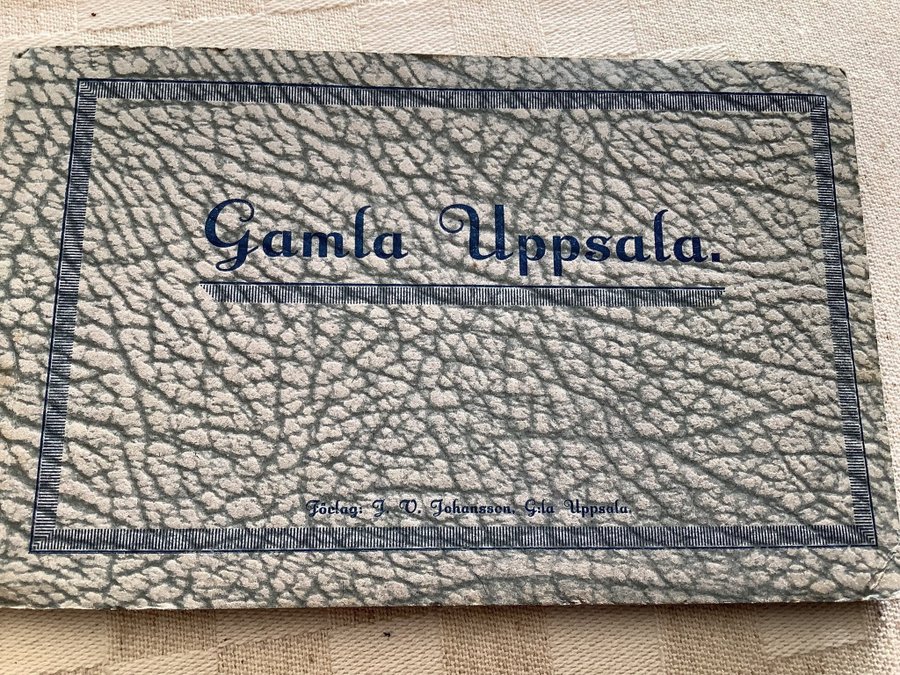 Gamla Uppsala.
Förlag: J. V. Johansson. G:la Uppsala.